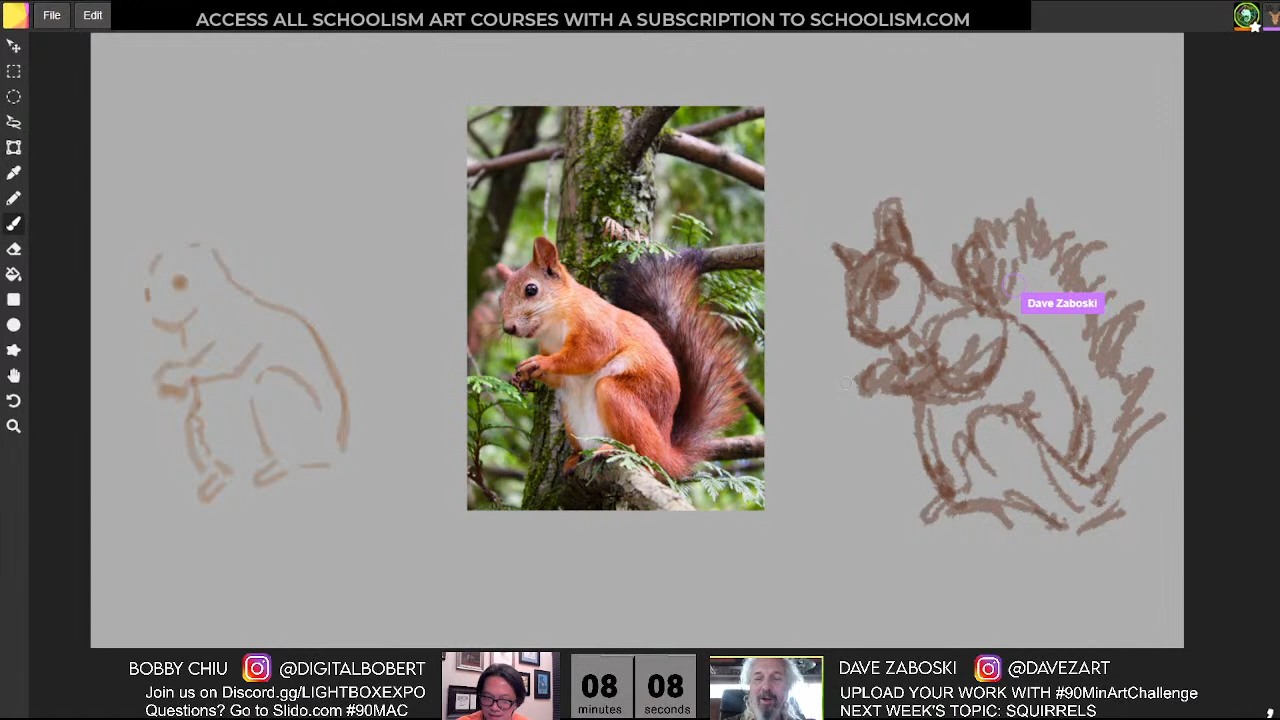 ACCESS ALL SCHOOLISM ART COURSES WITH A SUBSCRIPTION TO SCHOOLISM.COM
File Edit
Dave Zaboski
BOBBY CHIU @DIGITALBOBERT
Join us on Discord.gg/LIGHTBOXEXPO
Questions? Go to Slido.com #90MAC
08 08
minutes seconds
DAVE ZABOSKI @DAVEZART
UPLOAD YOUR WORK WITH #90MinArtChallenge
NEXT WEEK'S TOPIC: SQUIRRELS